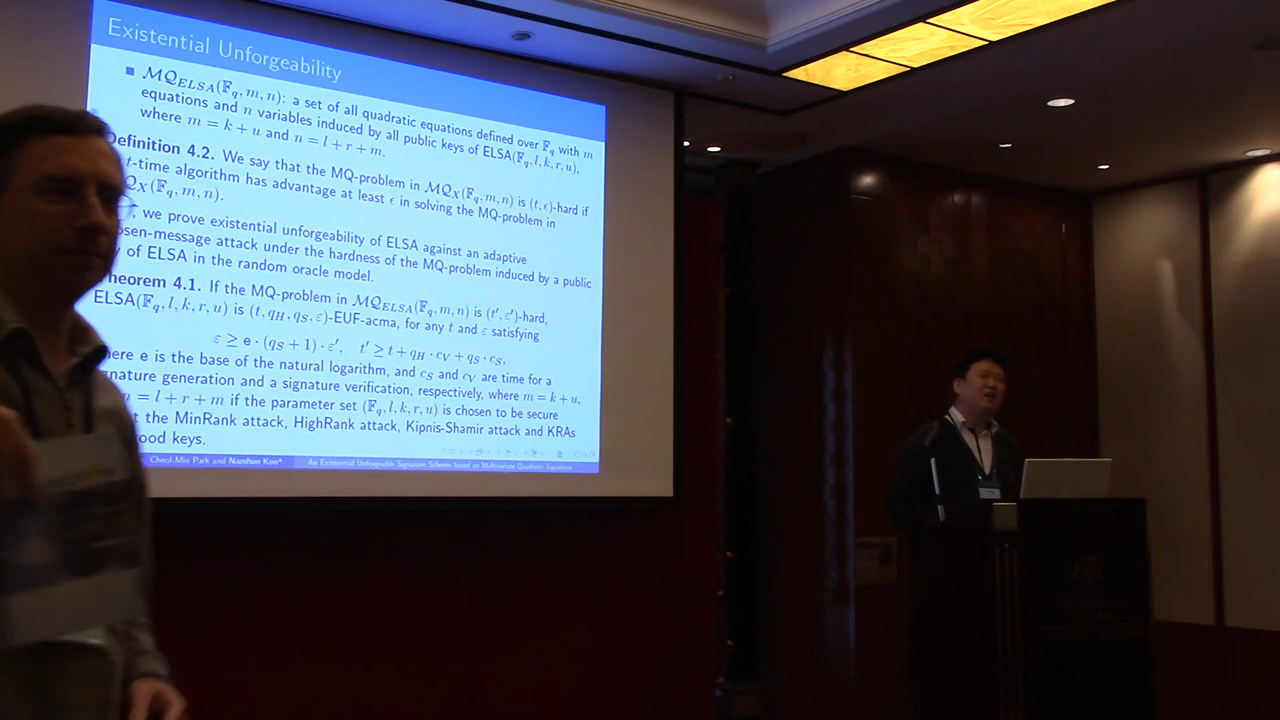 Existential Unforgeability
■ MQ_ELSA(𝔽_q, m, n): a set of all quadratic equations defined over 𝔽_q with m
equations and n variables induced by all public keys of ELSA(𝔽_q, l, k, r, u),
where m = k + u and n = l + r + m.
Definition 4.2. We say that the MQ-problem in MQ_X(𝔽_q, m, n) is (t, ϵ)-hard if
t-time algorithm has advantage at least ϵ in solving the MQ-problem in
Q_X(𝔽_q, m, n).
, we prove existential unforgeability of ELSA against an adaptive
osen-message attack under the hardness of the MQ-problem induced by a public
y of ELSA in the random oracle model.
heorem 4.1. If the MQ-problem in MQ_ELSA(𝔽_q, m, n) is (t′, ε′)-hard,
ELSA(𝔽_q, l, k, r, u) is (t, q_H, q_S, ε)-EUF-acma, for any t and ε satisfying
ε ≥ e · (q_S + 1) · ε′, t′ ≥ t + q_H · c_V + q_S · c_S,
here e is the base of the natural logarithm, and c_S and c_V are time for a
gnature generation and a signature verification, respectively, where m = k + u,
n = l + r + m if the parameter set (𝔽_q, l, k, r, u) is chosen to be secure
t the MinRank attack, HighRank attack, Kipnis-Shamir attack and KRAs
ood keys.
Cheol-Min Park and Namhun Koo* An Existential Unforgeable Signature Scheme based on Multivariate Quadratic Equations